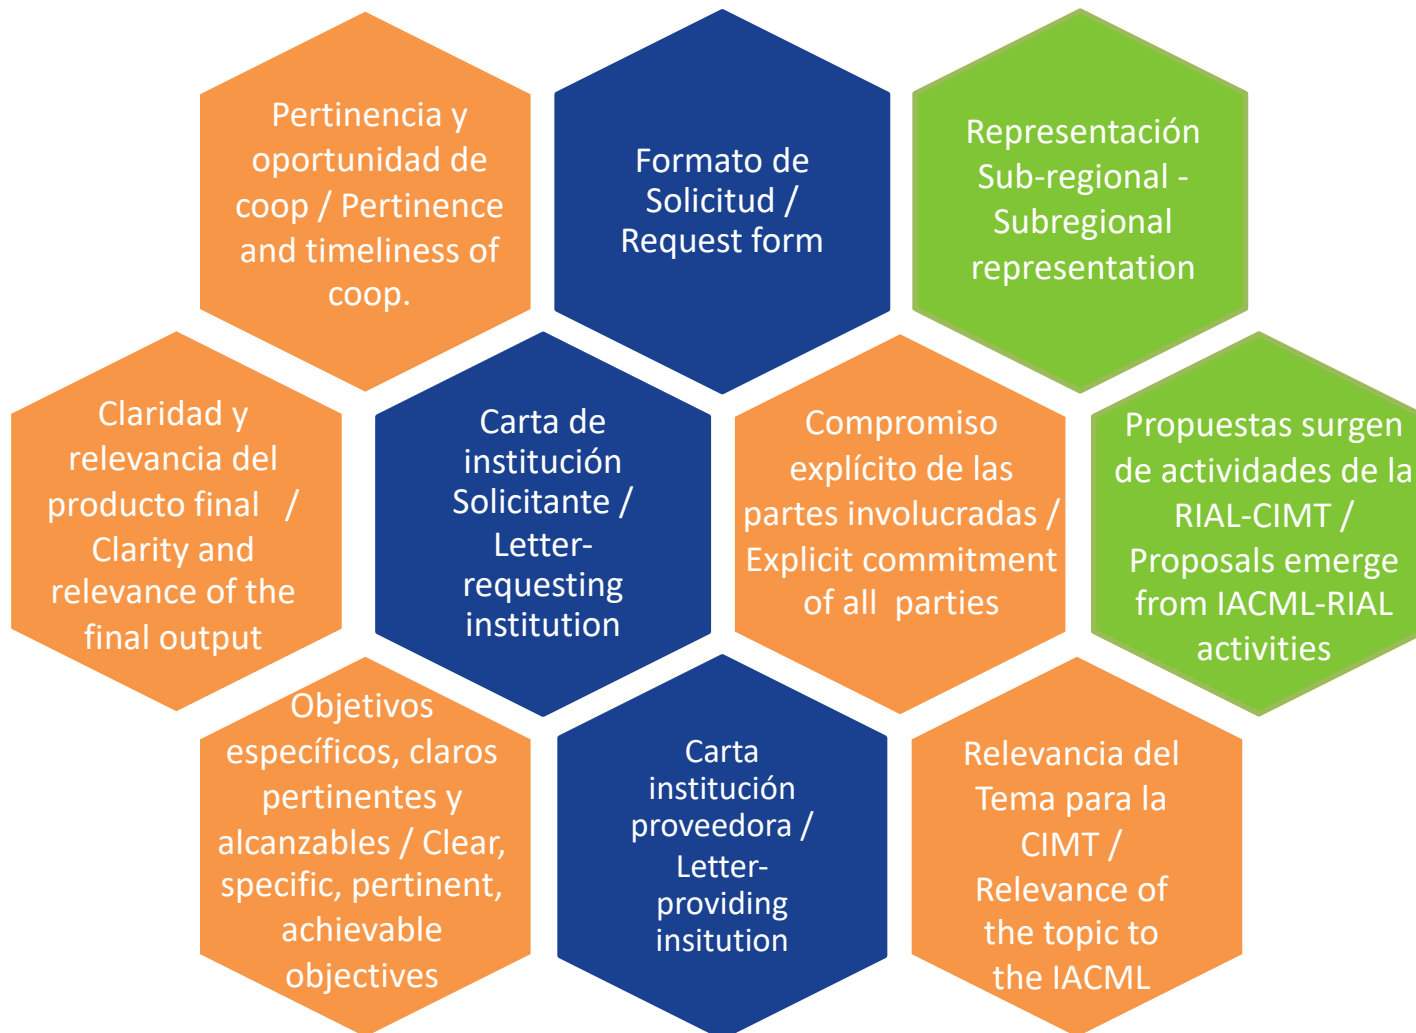 Pertinencia y
oportunidad de
coop / Pertinence
and timeliness of
coop.
Formato de
Solicitud /
Request form
Representación
Sub-regional -
Subregional
representation
Claridad y
relevancia del
producto final /
Clarity and
relevance of the
final output
Carta de
institución
Solicitante /
Letter-
requesting
institution
Compromiso
explícito de las
partes involucradas /
Explicit commitment
of all parties
Propuestas surgen
de actividades de la
RIAL-CIMT /
Proposals emerge
from IACML-RIAL
activities
Objetivos
específicos, claros
pertinentes y
alcanzables / Clear,
specific, pertinent,
achievable
objectives
Carta
institución
proveedora /
Letter-
providing
insitution
Relevancia del
Tema para la
CIMT /
Relevance of
the topic to
the IACML